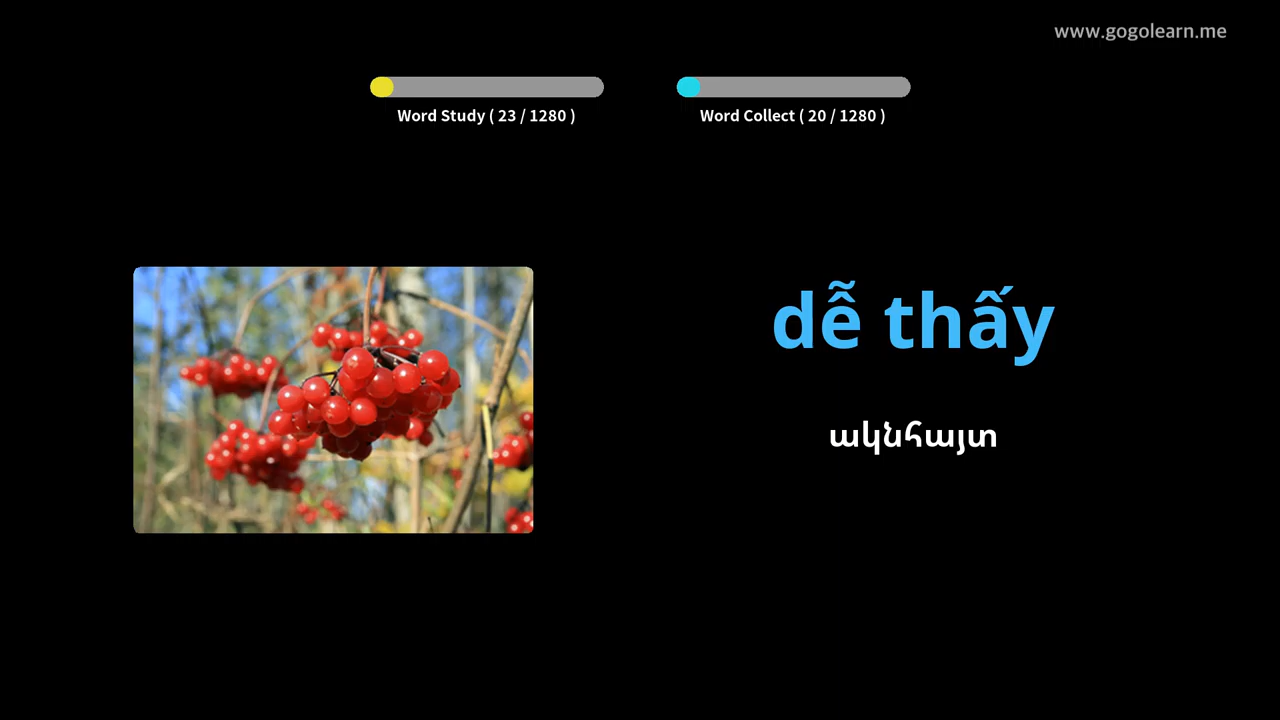 www.gogolearn.me
Word Study ( 23 / 1280 )
Word Collect ( 20 / 1280 )
dễ thấy
ակնհայտ